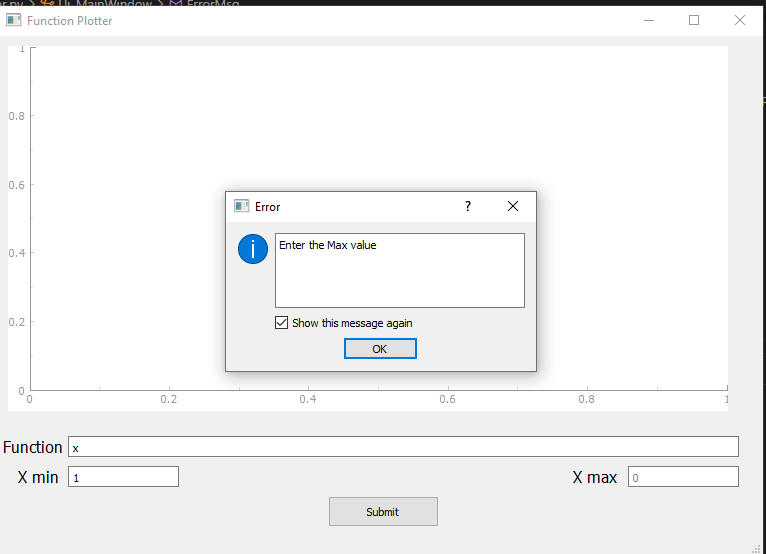 Ui_MainWindow > ErrorMsg
Function Plotter
1
0.8
0.6
0.4
0.2
0
0 0.2 0.4 0.6 0.8 1
Error
?
Enter the Max value
Show this message again
OK
Function x
X min 1
X max 0
Submit